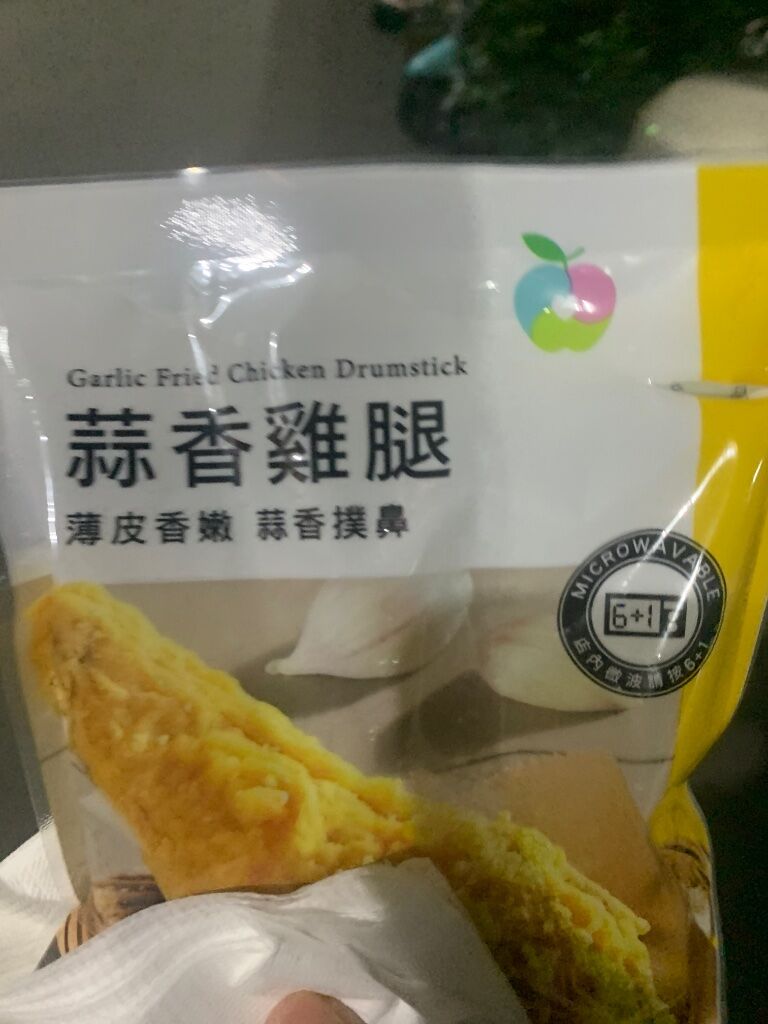 Garlic Fried Chicken Drumstick
蒜香雞腿
薄皮香嫩 蒜香撲鼻
MICROWAVABLE
6+1
店內微波請按6+1